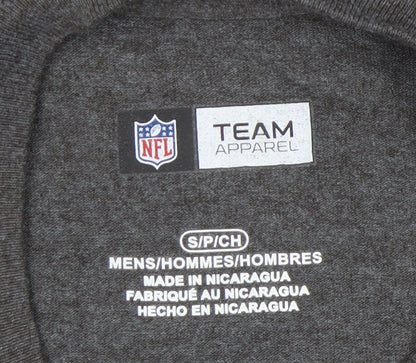 NFL
TEAM
APPAREL
S/P/CH
MENS/HOMMES/HOMBRES
MADE IN NICARAGUA
FABRIQUÉ AU NICARAGUA
HECHO EN NICARAGUA